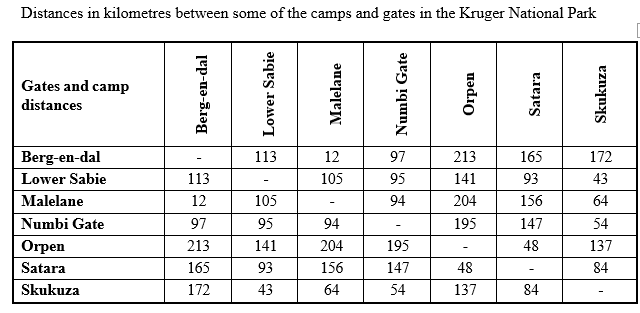 Distances in kilometres between some of the camps and gates in the Kruger National Park
Gates and camp distances Berg-en-dal Lower Sabie Malelane Numbi Gate Orpen Satara Skukuza
Berg-en-dal - 113 12 97 213 165 172
Lower Sabie 113 - 105 95 141 93 43
Malelane 12 105 - 94 204 156 64
Numbi Gate 97 95 94 - 195 147 54
Orpen 213 141 204 195 - 48 137
Satara 165 93 156 147 48 - 84
Skukuza 172 43 64 54 137 84 -